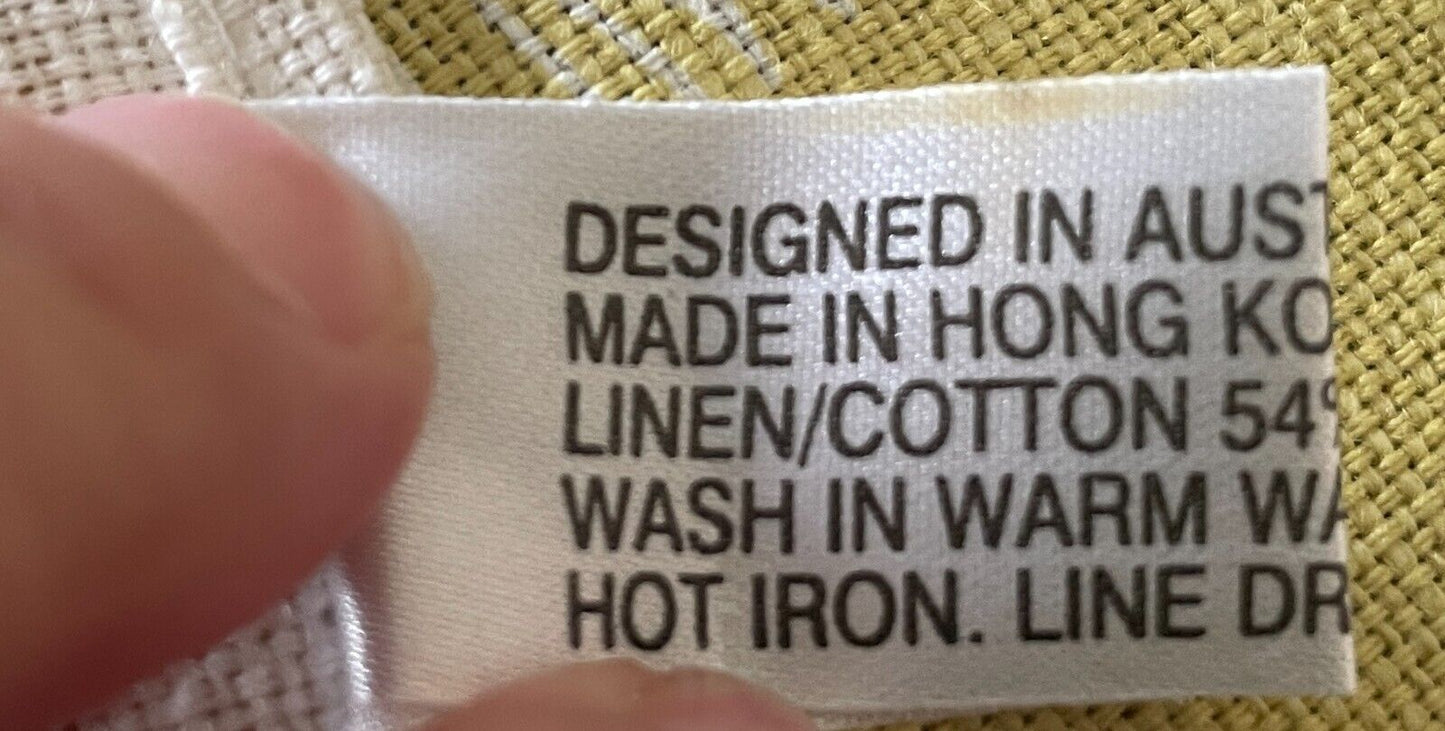 DESIGNED IN AUST
MADE IN HONG KO
LINEN/COTTON 54%
WASH IN WARM WA
HOT IRON. LINE DR